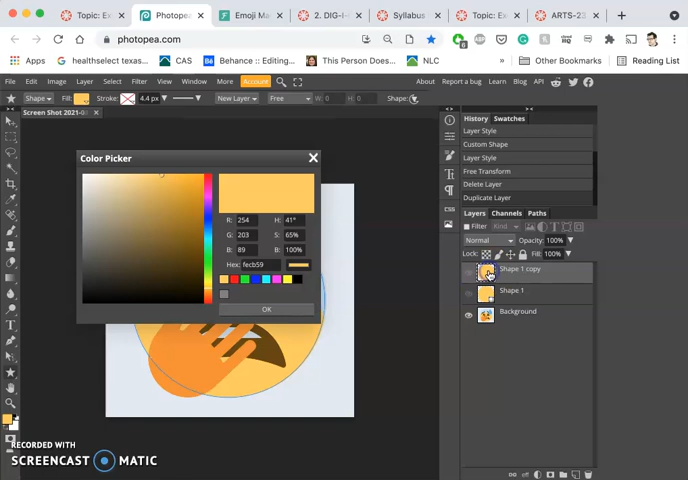 Topic: Ex
Photopea
Emoji Ma
2. DIG-I-
Syllabus
Topic: Ex
ARTS-23
photopea.com
healthselect texas...
CAS
Behance :: Editing...
This Person Does...
NLC
Other Bookmarks
Reading List
File Edit Image Layer Select Filter View Window Account
About Report a bug Learn Blog API
Shape Fill: Stroke: 4.4 px New Layer Free W: 0 H: 0 Shape:
Screen Shot 2021-0
Color Picker
R: 254 H: 41°
G: 203 S: 65%
B: 89 B: 100%
Hex: fecb59
OK
History Swatches
Layer Style
Custom Shape
Layer Style
Free Transform
Delete Layer
Duplicate Layer
Layers Channels Paths
Filter Kind
Normal Opacity: 100%
Lock: Fill: 100%
Shape 1 copy
Shape 1
Background
CSS
RECORDED WITH
SCREENCAST MATIC